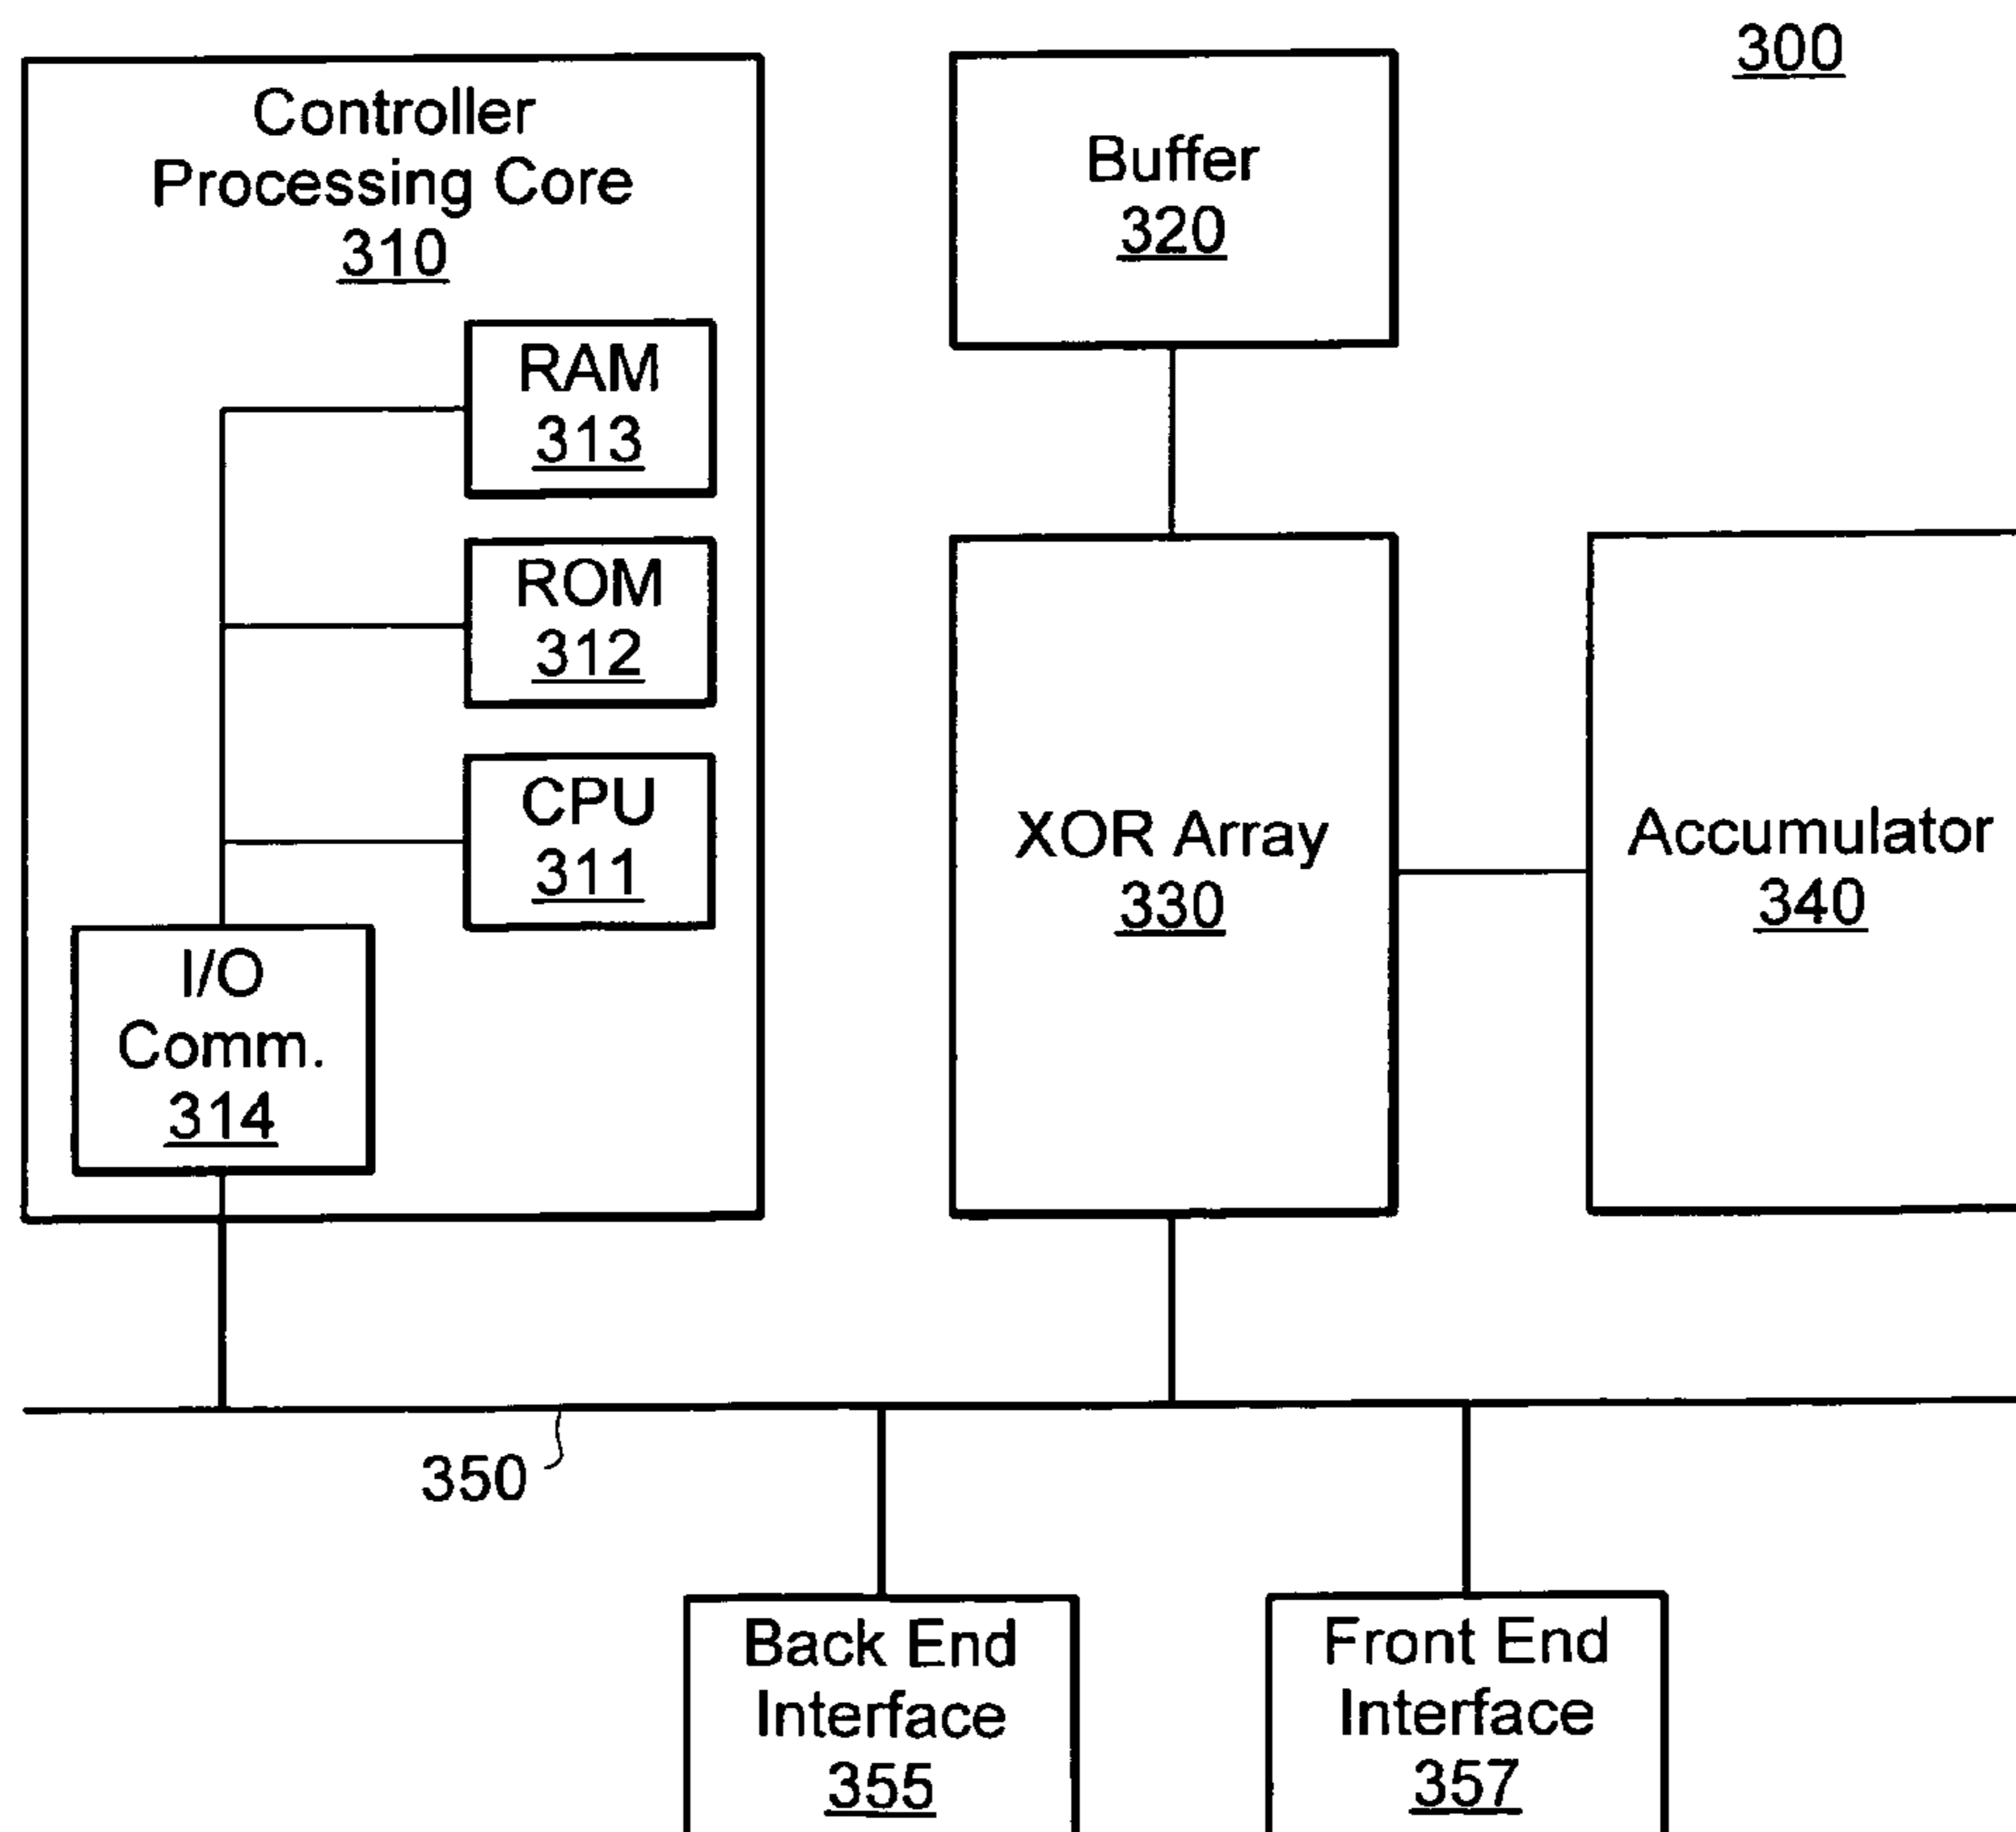 300
Controller
Processing Core
310
RAM
313
ROM
312
CPU
311
I/O
Comm.
314
Buffer
320
XOR Array
330
Accumulator
340
350
Back End
Interface
355
Front End
Interface
357